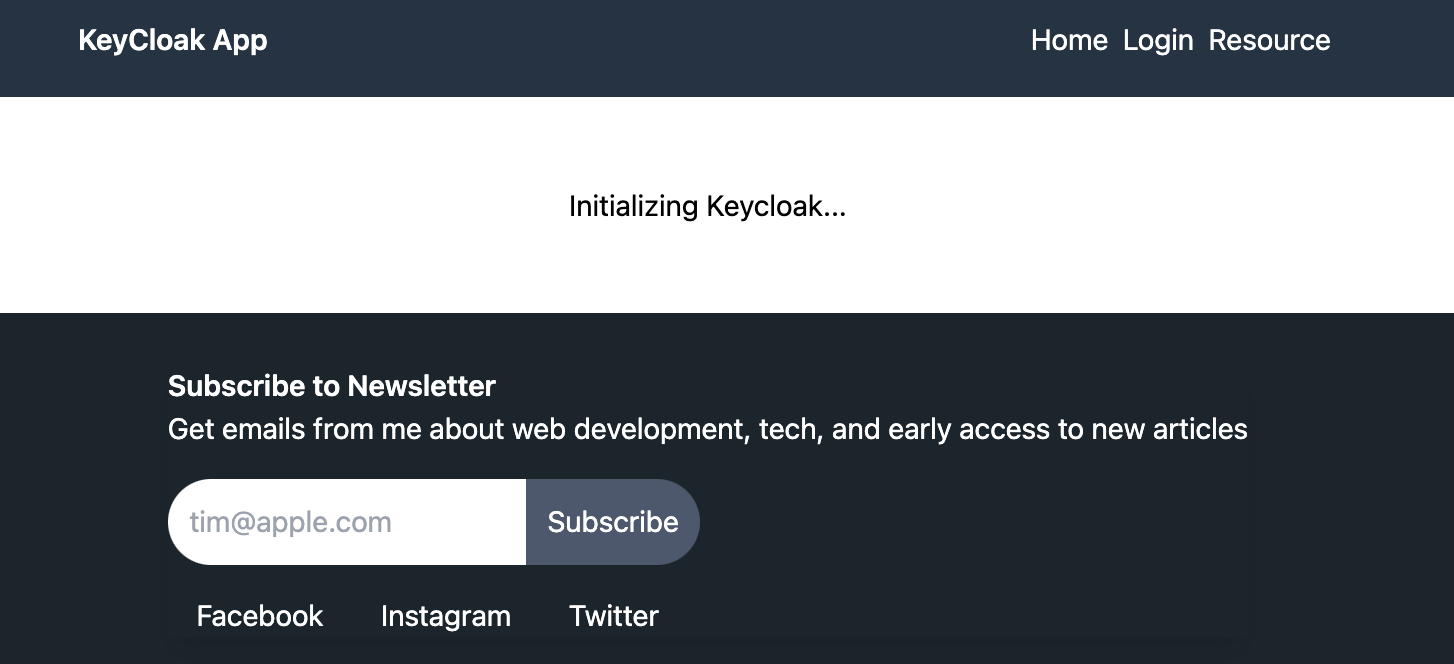 KeyCloak App
Home Login Resource
Initializing Keycloak...
Subscribe to Newsletter
Get emails from me about web development, tech, and early access to new articles
tim@apple.com
Subscribe
Facebook Instagram Twitter